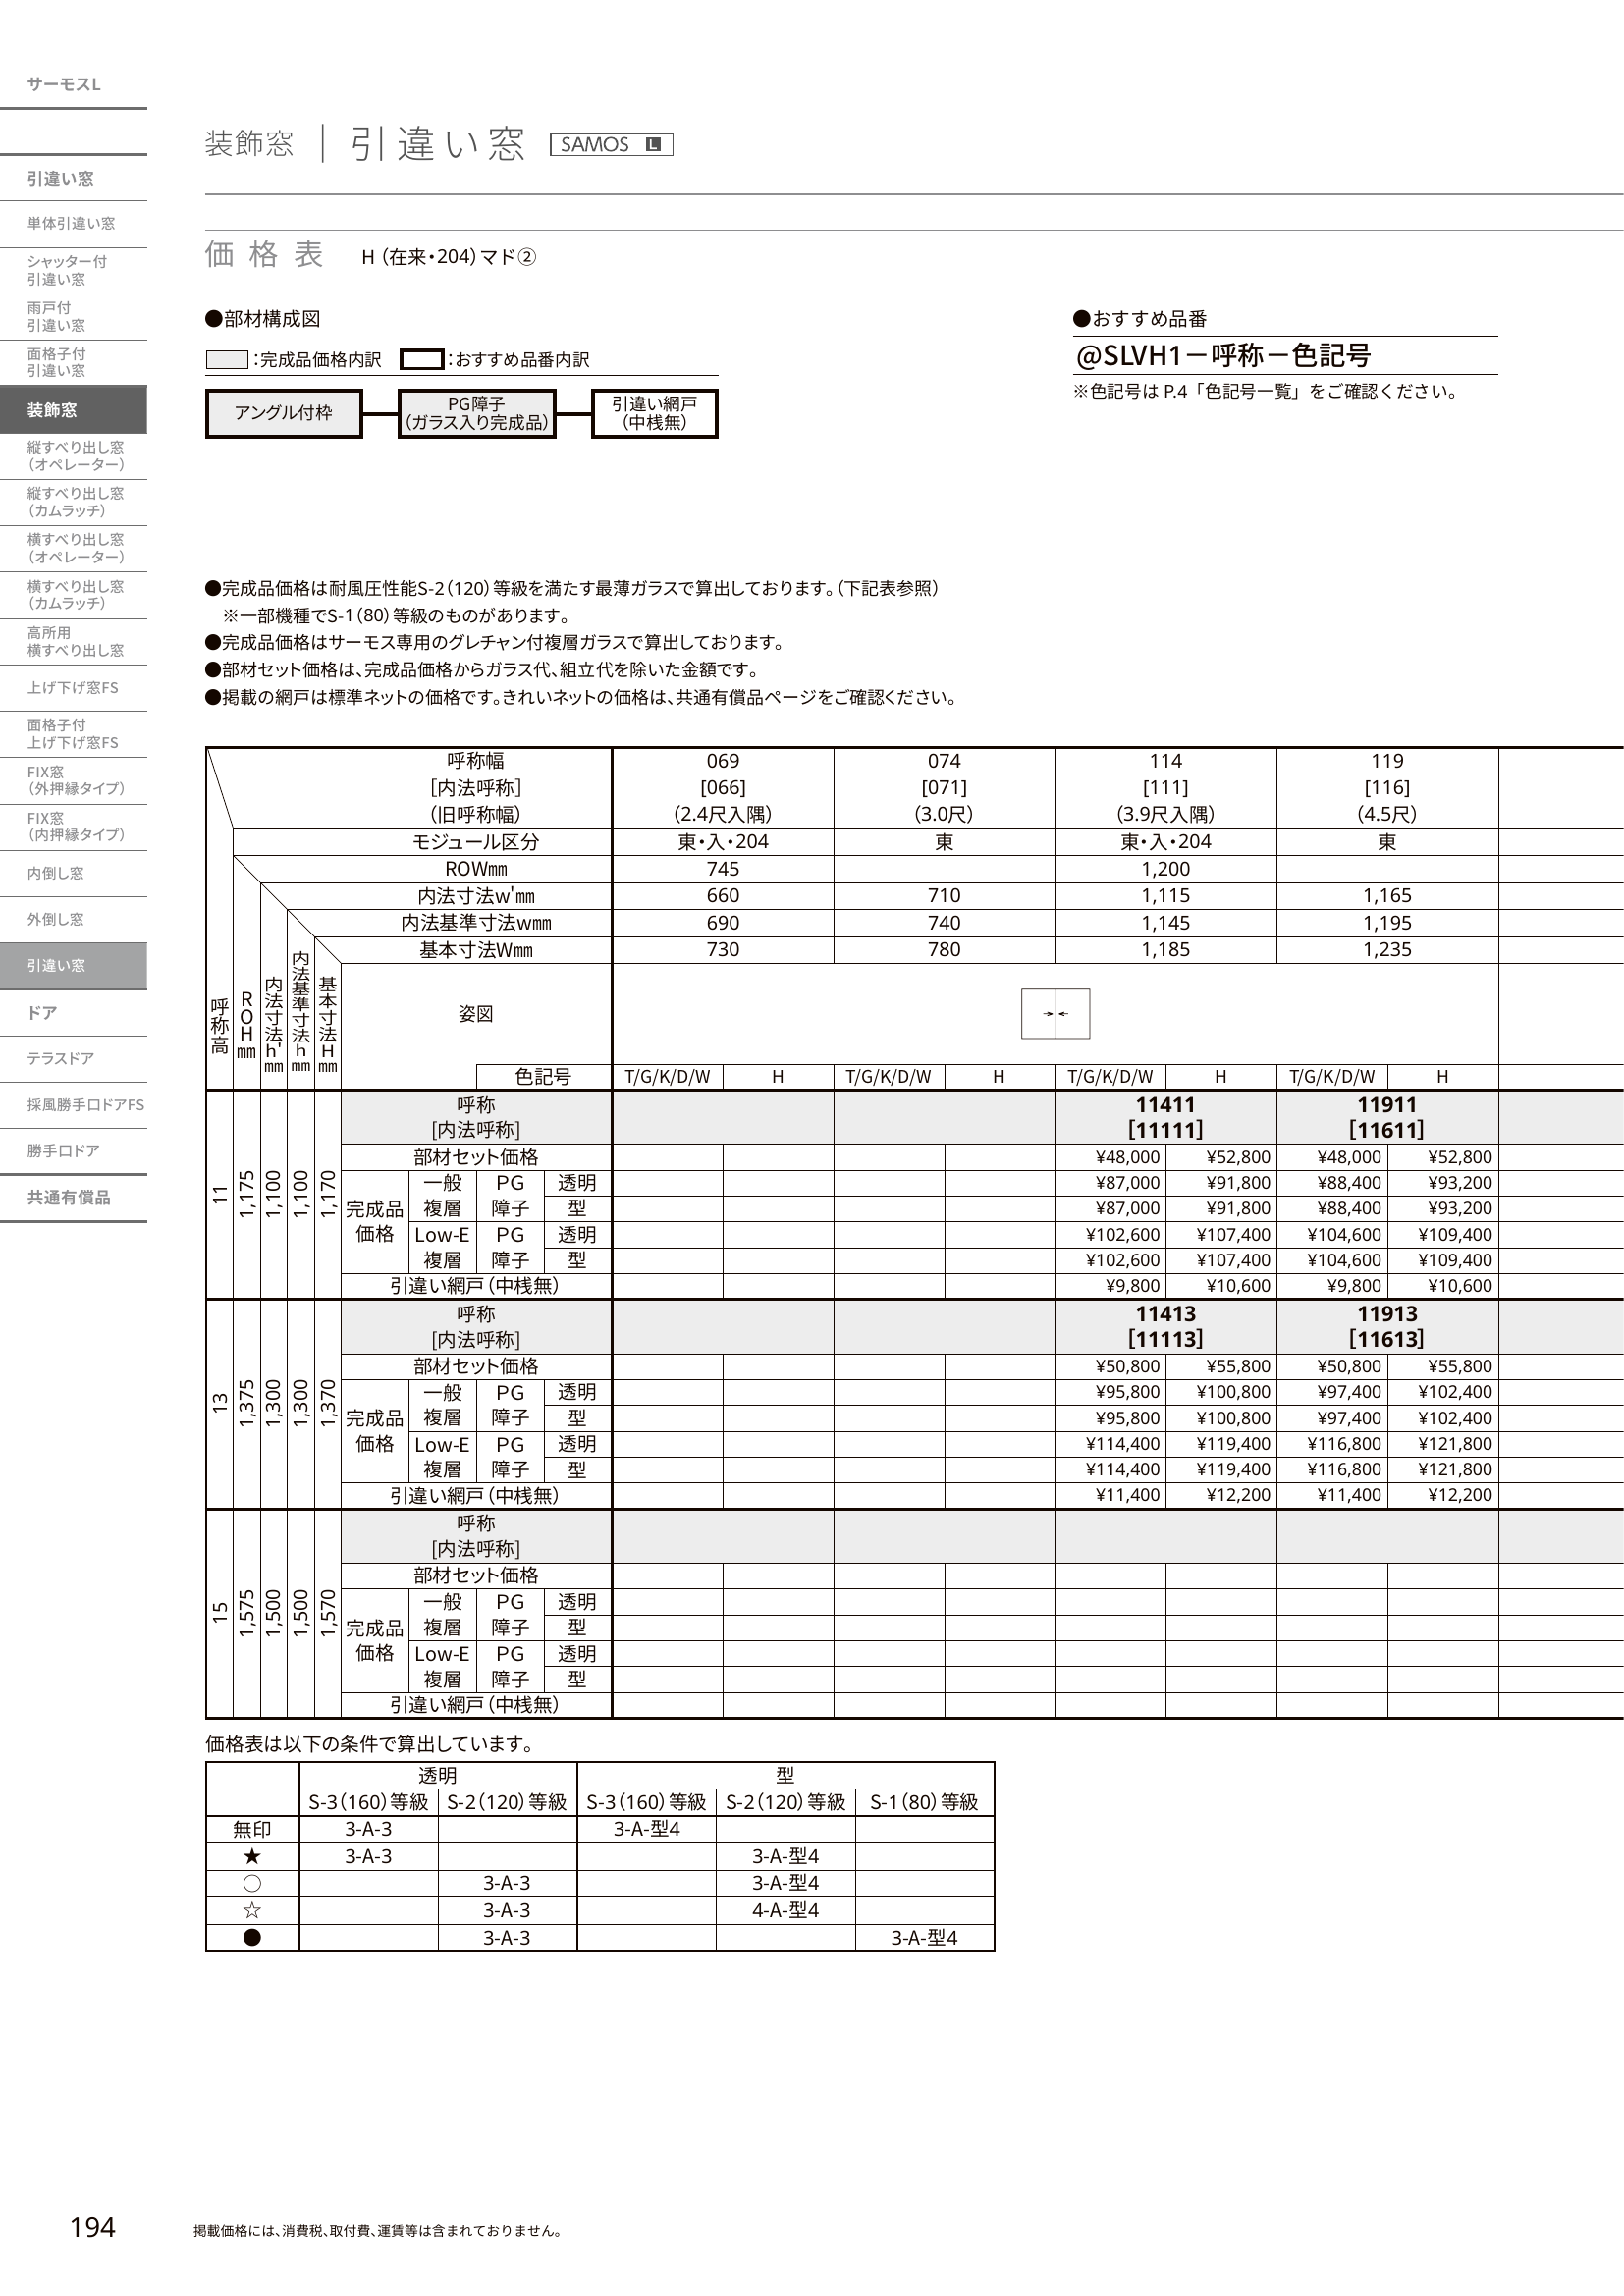 サーモスL
引違い窓
単体引違い窓
シャッター付
引違い窓
雨戸付
引違い窓
面格子付
引違い窓
装飾窓
縦すべり出し窓
（オペレーター）
縦すべり出し窓
（カムラッチ）
横すべり出し窓
（オペレーター）
横すべり出し窓
（カムラッチ）
高所用
横すべり出し窓
上げ下げ窓FS
面格子付
上げ下げ窓FS
FIX窓
（外押縁タイプ）
FIX窓
（内押縁タイプ）
内倒し窓
外倒し窓
引違い窓
ドア
テラスドア
採風勝手口ドアFS
勝手口ドア
共通有償品
装飾窓 引違い窓 SAMOS L
価格表 H（在来・204）マド②
●部材構成図
：完成品価格内訳 ：おすすめ品番内訳
アングル付枠
PG障子
（ガラス入り完成品）
引違い網戸
（中桟無）
●おすすめ品番
@SLVH1－呼称－色記号
※色記号は P.4「色記号一覧」をご確認ください。
●完成品価格は耐風圧性能S-2（120）等級を満たす最薄ガラスで算出しております。（下記表参照）
※一部機種でS-1（80）等級のものがあります。
●完成品価格はサーモス専用のグレチャン付複層ガラスで算出しております。
●部材セット価格は、完成品価格からガラス代、組立代を除いた金額です。
●掲載の網戸は標準ネットの価格です。きれいネットの価格は、共通有償品ページをご確認ください。
呼称幅 069 074 114 119
［内法呼称］ [066] [071] [111] [116]
（旧呼称幅） （2.4尺入隅） （3.0尺） （3.9尺入隅） （4.5尺）
モジュール区分 東・入・204 東 東・入・204 東
ROW㎜ 745 1,200
内法寸法w'㎜ 660 710 1,115 1,165
内法基準寸法w㎜ 690 740 1,145 1,195
基本寸法W㎜ 730 780 1,185 1,235
呼称高 ROH㎜ 内法寸法h'㎜ 内法基準寸法h㎜ 基本寸法H㎜
姿図
色記号 T/G/K/D/W H T/G/K/D/W H T/G/K/D/W H T/G/K/D/W H
11 1,175 1,100 1,100 1,170
呼称 11411 11911
[内法呼称] [11111] [11611]
部材セット価格 ¥48,000 ¥52,800 ¥48,000 ¥52,800
完成品価格 一般複層 PG障子 透明 ¥87,000 ¥91,800 ¥88,400 ¥93,200
型 ¥87,000 ¥91,800 ¥88,400 ¥93,200
Low-E複層 PG障子 透明 ¥102,600 ¥107,400 ¥104,600 ¥109,400
型 ¥102,600 ¥107,400 ¥104,600 ¥109,400
引違い網戸（中桟無） ¥9,800 ¥10,600 ¥9,800 ¥10,600
13 1,375 1,300 1,300 1,370
呼称 11413 11913
[内法呼称] [11113] [11613]
部材セット価格 ¥50,800 ¥55,800 ¥50,800 ¥55,800
完成品価格 一般複層 PG障子 透明 ¥95,800 ¥100,800 ¥97,400 ¥102,400
型 ¥95,800 ¥100,800 ¥97,400 ¥102,400
Low-E複層 PG障子 透明 ¥114,400 ¥119,400 ¥116,800 ¥121,800
型 ¥114,400 ¥119,400 ¥116,800 ¥121,800
引違い網戸（中桟無） ¥11,400 ¥12,200 ¥11,400 ¥12,200
15 1,575 1,500 1,500 1,570
呼称
[内法呼称]
部材セット価格
完成品価格 一般複層 PG障子 透明
型
Low-E複層 PG障子 透明
型
引違い網戸（中桟無）
価格表は以下の条件で算出しています。
透明 型
S-3（160）等級 S-2（120）等級 S-3（160）等級 S-2（120）等級 S-1（80）等級
無印 3-A-3 3-A-型4
★ 3-A-3 3-A-型4
○ 3-A-3 3-A-型4
☆ 3-A-3 4-A-型4
● 3-A-3 3-A-型4
194
掲載価格には、消費税、取付費、運賃等は含まれておりません。